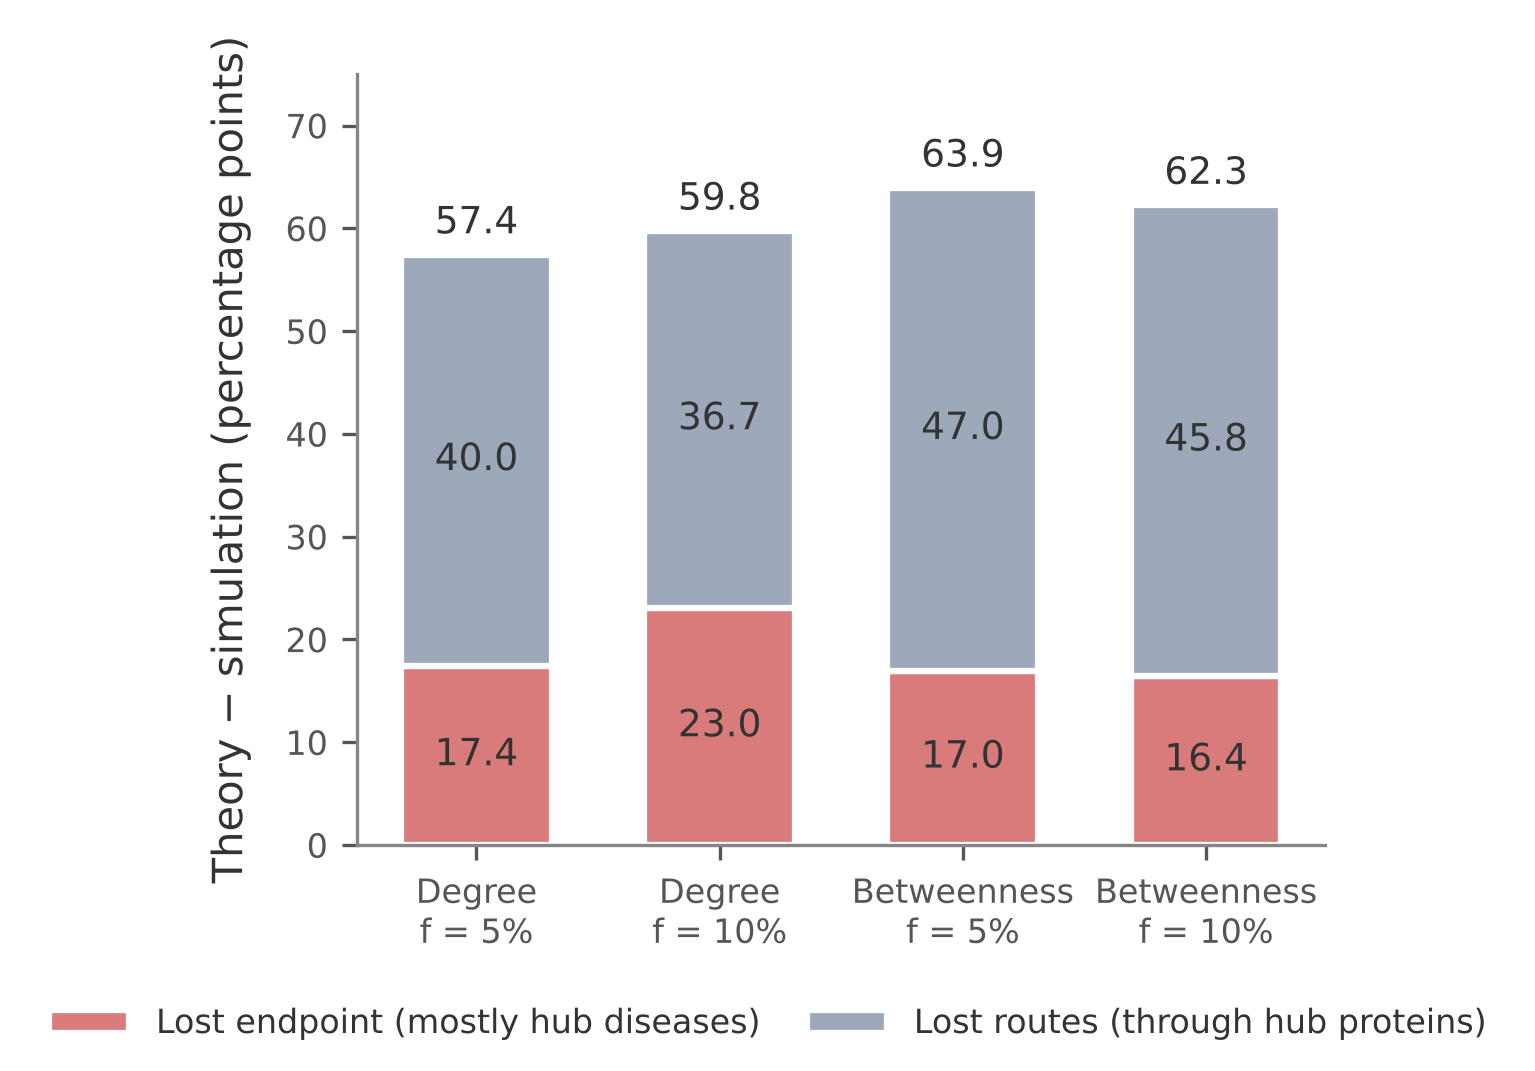 Theory − simulation (percentage points)
70
60
50
40
30
20
10
0
57.4
59.8
63.9
62.3
40.0
36.7
47.0
45.8
17.4
23.0
17.0
16.4
Degree
f = 5%
Degree
f = 10%
Betweenness
f = 5%
Betweenness
f = 10%
Lost endpoint (mostly hub diseases)
Lost routes (through hub proteins)